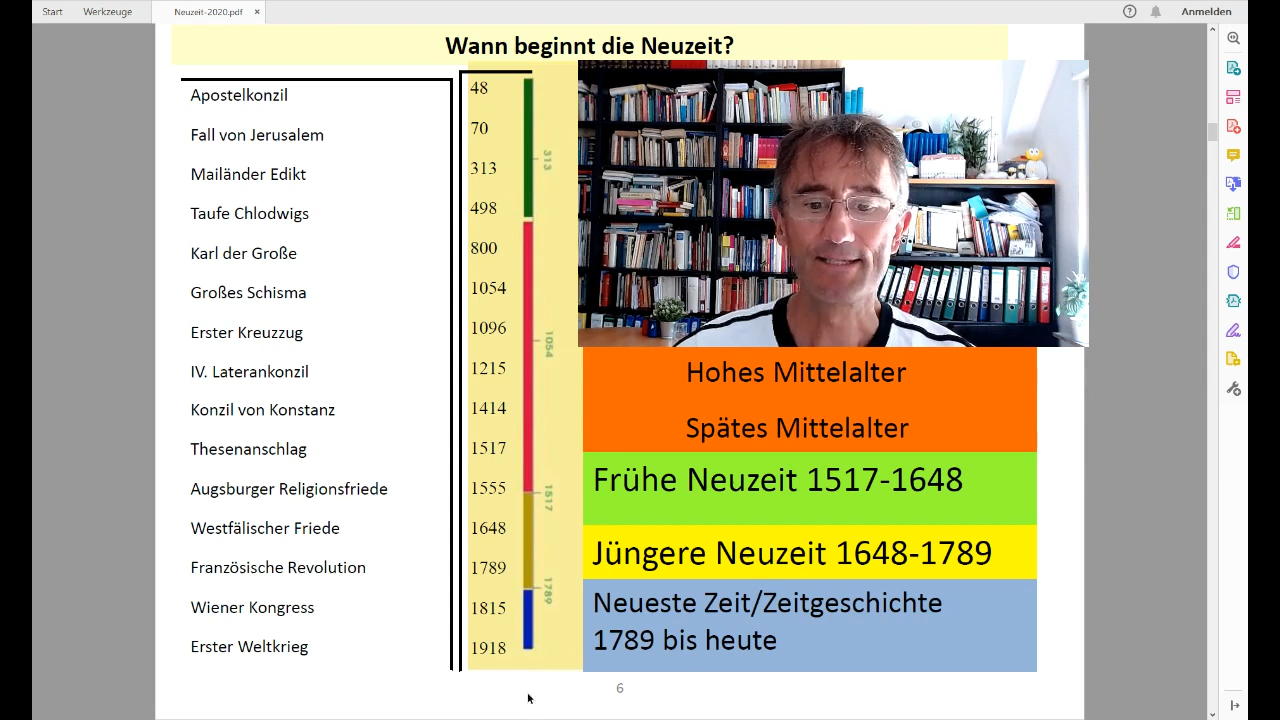 Start
Werkzeuge
Neuzeit-2020.pdf
Anmelden
Wann beginnt die Neuzeit?
Apostelkonzil
Fall von Jerusalem
Mailänder Edikt
Taufe Chlodwigs
Karl der Große
Großes Schisma
Erster Kreuzzug
IV. Laterankonzil
Konzil von Konstanz
Thesenanschlag
Augsburger Religionsfriede
Westfälischer Friede
Französische Revolution
Wiener Kongress
Erster Weltkrieg
48
70
313
498
800
1054
1096
1215
1414
1517
1555
1648
1789
1815
1918
313
1054
1517
1789
Hohes Mittelalter
Spätes Mittelalter
Frühe Neuzeit 1517-1648
Jüngere Neuzeit 1648-1789
Neueste Zeit/Zeitgeschichte
1789 bis heute
6